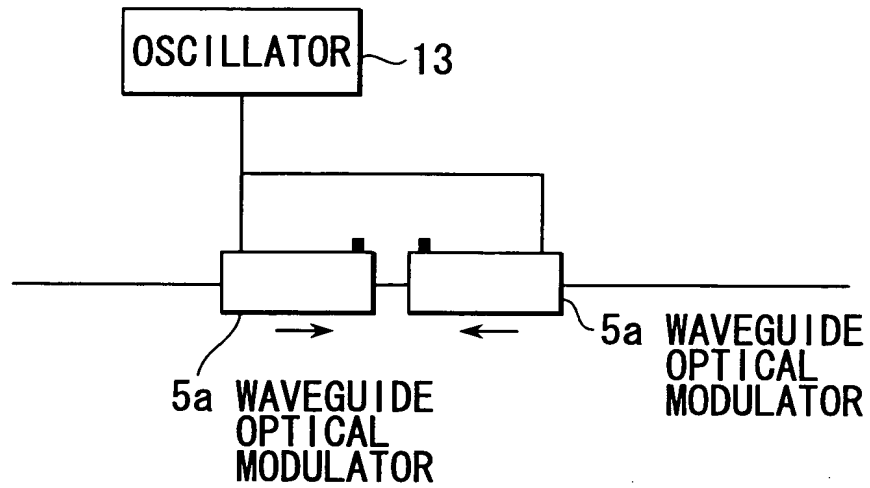 OSCILLATOR
13
5a WAVEGUIDE
OPTICAL
MODULATOR
5a WAVEGUIDE
OPTICAL
MODULATOR